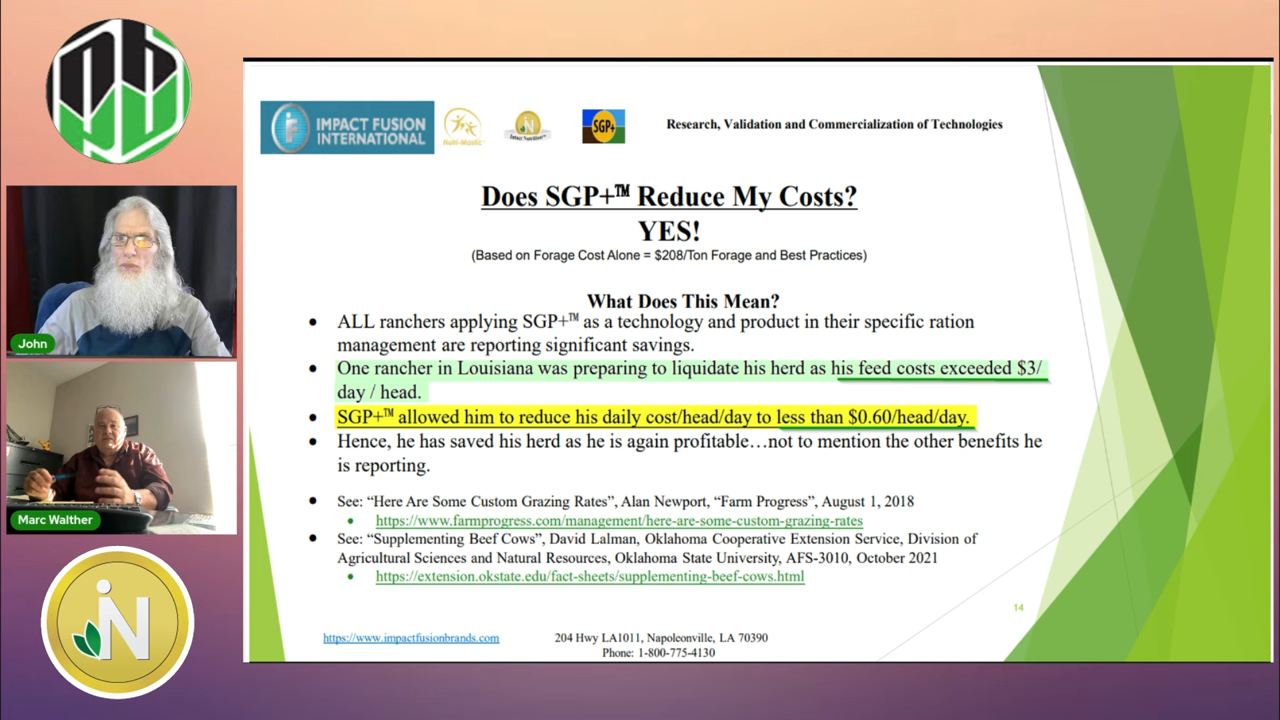 IMPACT FUSION
INTERNATIONAL
Nutri-Mastic
Impact Nutrition
SGP+
Research, Validation and Commercialization of Technologies
Does SGP+™ Reduce My Costs?
YES!
(Based on Forage Cost Alone = $208/Ton Forage and Best Practices)
What Does This Mean?
• ALL ranchers applying SGP+™ as a technology and product in their specific ration
management are reporting significant savings.
• One rancher in Louisiana was preparing to liquidate his herd as his feed costs exceeded $3/
day / head.
• SGP+™ allowed him to reduce his daily cost/head/day to less than $0.60/head/day.
• Hence, he has saved his herd as he is again profitable…not to mention the other benefits he
is reporting.
• See: “Here Are Some Custom Grazing Rates”, Alan Newport, “Farm Progress”, August 1, 2018
• https://www.farmprogress.com/management/here-are-some-custom-grazing-rates
• See: “Supplementing Beef Cows”, David Lalman, Oklahoma Cooperative Extension Service, Division of
Agricultural Sciences and Natural Resources, Oklahoma State University, AFS-3010, October 2021
• https://extension.okstate.edu/fact-sheets/supplementing-beef-cows.html
14
https://www.impactfusionbrands.com
204 Hwy LA1011, Napoleonville, LA 70390
Phone: 1-800-775-4130
John
Marc Walther
iN